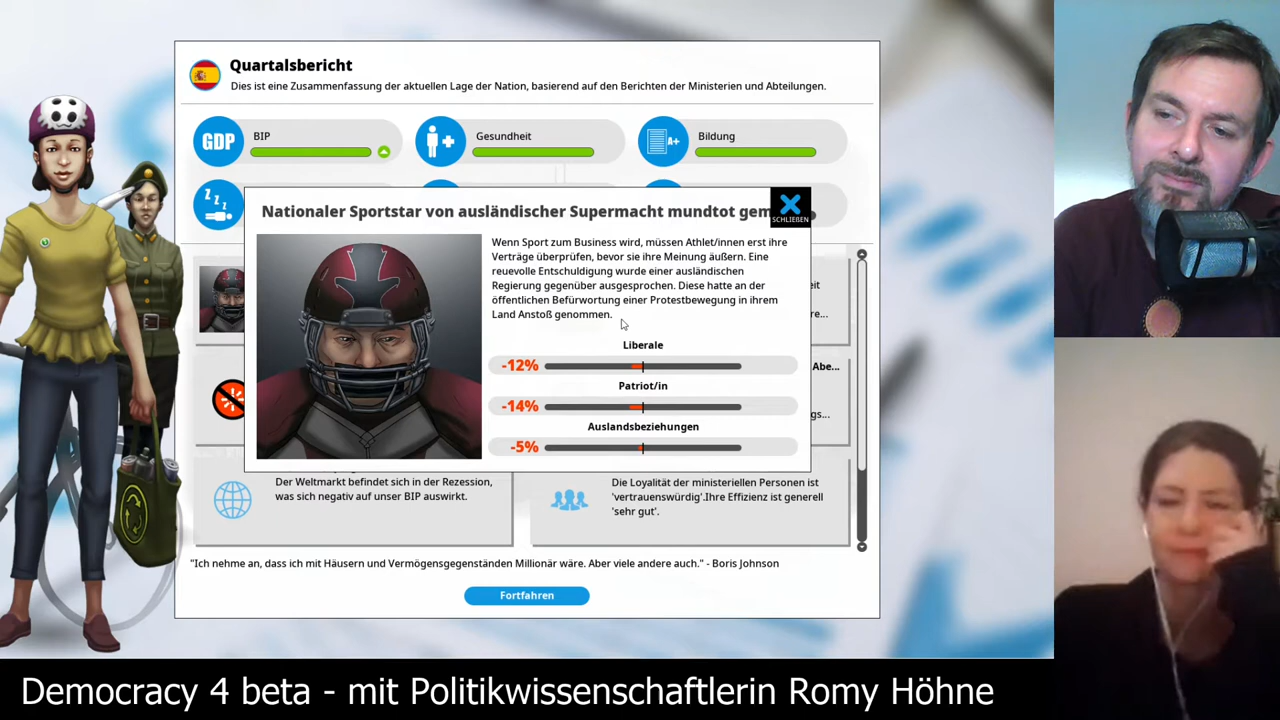 Quartalsbericht
Dies ist eine Zusammenfassung der aktuellen Lage der Nation, basierend auf den Berichten der Ministerien und Abteilungen.
GDP
BIP
Gesundheit
A+
Bildung
Z Z Z
Nationaler Sportstar von ausländischer Supermacht mundtot gem
SCHLIEßEN
Wenn Sport zum Business wird, müssen Athlet/innen erst ihre
Verträge überprüfen, bevor sie ihre Meinung äußern. Eine
reuevolle Entschuldigung wurde einer ausländischen
Regierung gegenüber ausgesprochen. Diese hatte an der
öffentlichen Befürwortung einer Protestbewegung in ihrem
Land Anstoß genommen.
Liberale
-12%
Patriot/in
-14%
Auslandsbeziehungen
-5%
eit
re...
Abe...
gs...
Der Weltmarkt befindet sich in der Rezession,
was sich negativ auf unser BIP auswirkt.
Die Loyalität der ministeriellen Personen ist
'vertrauenswürdig'.Ihre Effizienz ist generell
'sehr gut'.
"Ich nehme an, dass ich mit Häusern und Vermögensgegenständen Millionär wäre. Aber viele andere auch." - Boris Johnson
Fortfahren
Democracy 4 beta - mit Politikwissenschaftlerin Romy Höhne